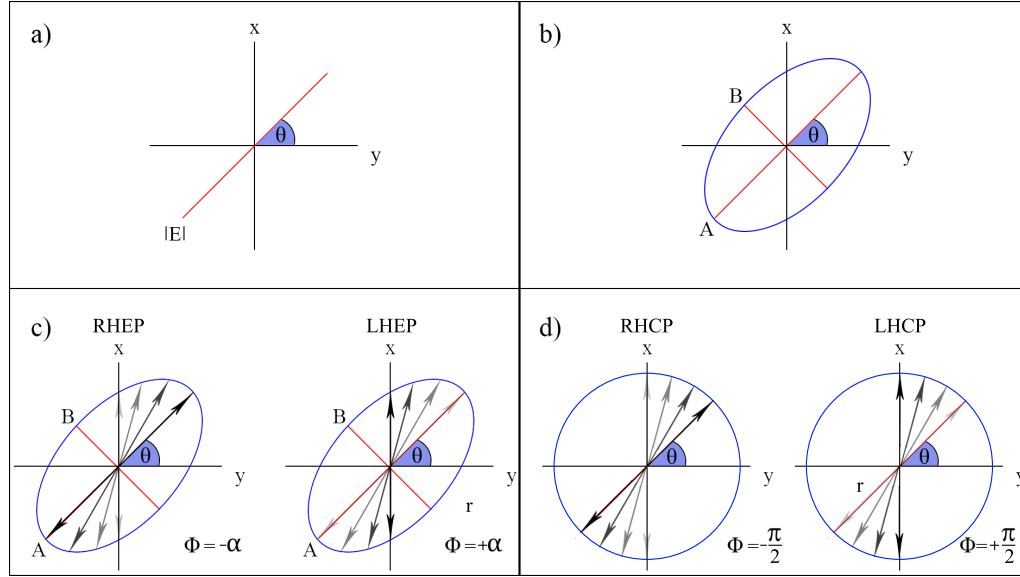 a)
x
θ
y
|E|
b)
B
θ
y
A
c)
RHEP
x
B
θ
y
A
Φ = -α
LHEP
x
B
θ
y
r
A
Φ = +α
d)
RHCP
x
θ
y
Φ = -π/2
LHCP
x
θ
y
r
Φ = +π/2